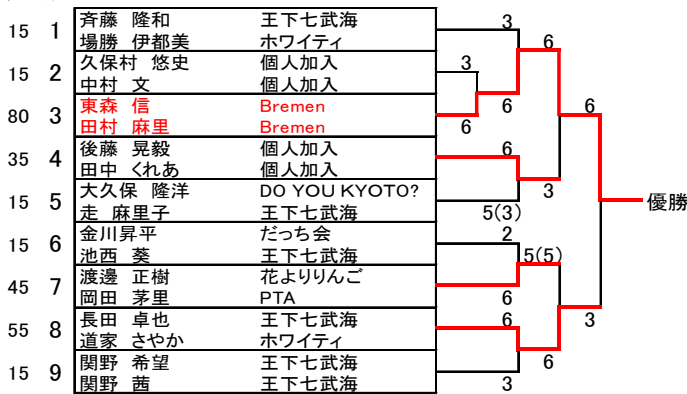 15 1 斉藤 隆和 王下七武海 3
場勝 伊都美 ホワイティ 6
15 2 久保村 悠史 個人加入 3
中村 文 個人加入
80 3 東森 信 Bremen 6 6
田村 麻里 Bremen 6
35 4 後藤 晃毅 個人加入 6
田中 くれあ 個人加入
15 5 大久保 隆洋 DO YOU KYOTO? 3
走 麻里子 王下七武海 5(3) 優勝
15 6 金川昇平 だっち会 2
池西 葵 王下七武海 5(5)
45 7 渡邊 正樹 花よりりんご
岡田 茅里 PTA 6
55 8 長田 卓也 王下七武海 6 3
道家 さやか ホワイティ
15 9 関野 希望 王下七武海 6
関野 茜 王下七武海 3